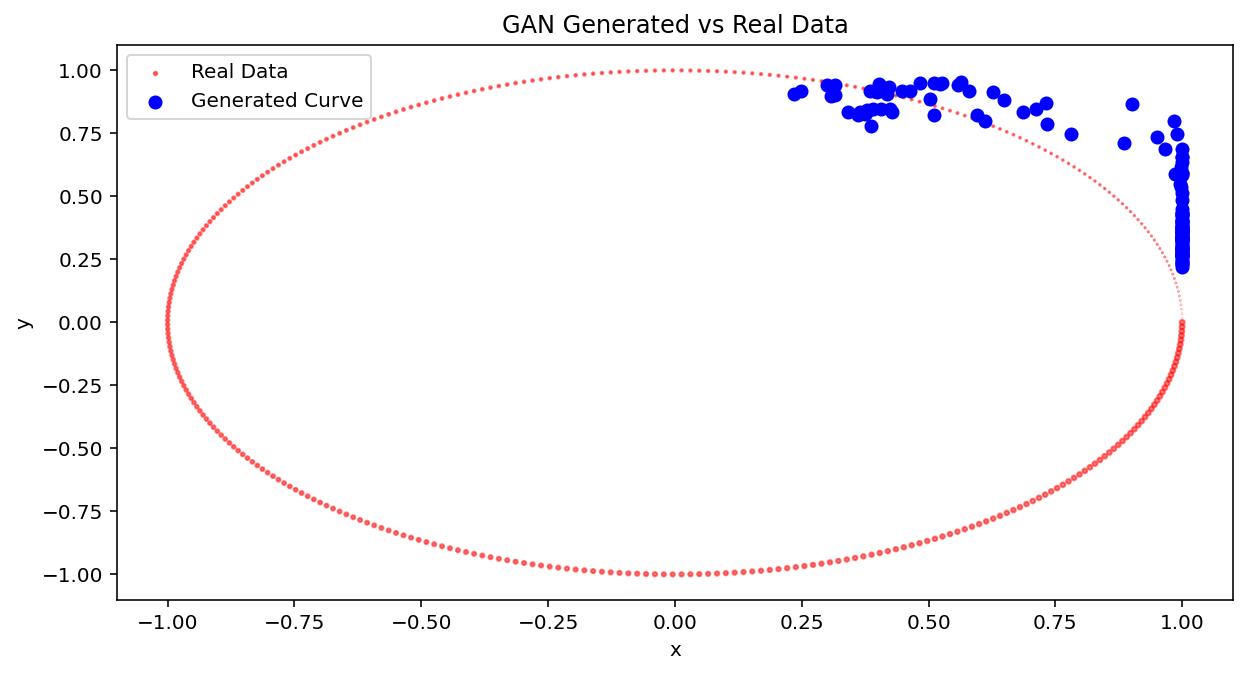 GAN Generated vs Real Data
Real Data
Generated Curve
1.00
0.75
0.50
0.25
0.00
−0.25
−0.50
−0.75
−1.00
y
−1.00 −0.75 −0.50 −0.25 0.00 0.25 0.50 0.75 1.00
x